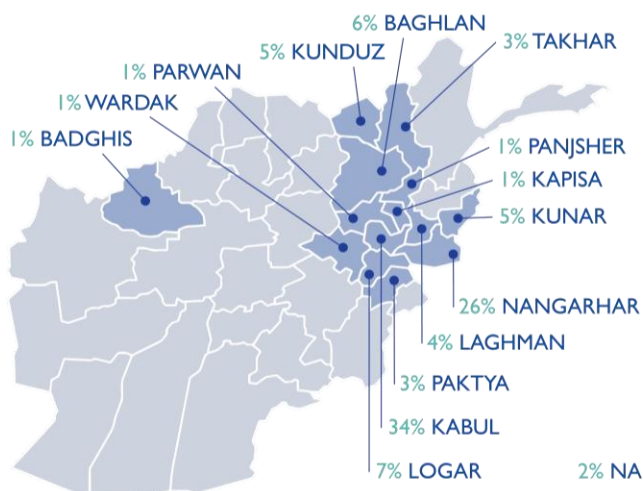 6% BAGHLAN
5% KUNDUZ
3% TAKHAR
1% PARWAN
1% WARDAK
1% BADGHIS
1% PANJSHER
1% KAPISA
5% KUNAR
26% NANGARHAR
4% LAGHMAN
3% PAKTYA
34% KABUL
7% LOGAR
2% NA